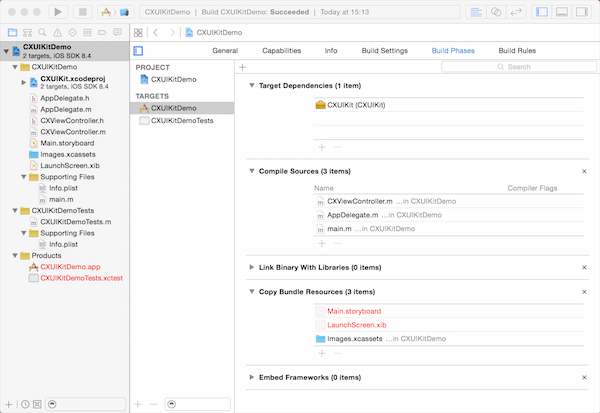 CXUIKitDemo | Build CXUIKitDemo: Succeeded | Today at 15:13
CXUIKitDemo
2 targets, iOS SDK 8.4
CXUIKitDemo
CXUIKit.xcodeproj
2 targets, iOS SDK 8.4
AppDelegate.h
AppDelegate.m
CXViewController.h
CXViewController.m
Main.storyboard
Images.xcassets
LaunchScreen.xib
Supporting Files
Info.plist
main.m
CXUIKitDemoTests
CXUIKitDemoTests.m
Supporting Files
Info.plist
Products
CXUIKitDemo.app
CXUIKitDemoTests.xctest
CXUIKitDemo
General Capabilities Info Build Settings Build Phases Build Rules
PROJECT
CXUIKitDemo
TARGETS
CXUIKitDemo
CXUIKitDemoTests
Search
Target Dependencies (1 item)
CXUIKit (CXUIKit)
Compile Sources (3 items)
Name Compiler Flags
CXViewController.m ...in CXUIKitDemo
AppDelegate.m ...in CXUIKitDemo
main.m ...in CXUIKitDemo
Link Binary With Libraries (0 items)
Copy Bundle Resources (3 items)
Main.storyboard
LaunchScreen.xib
Images.xcassets ...in CXUIKitDemo
Embed Frameworks (0 items)